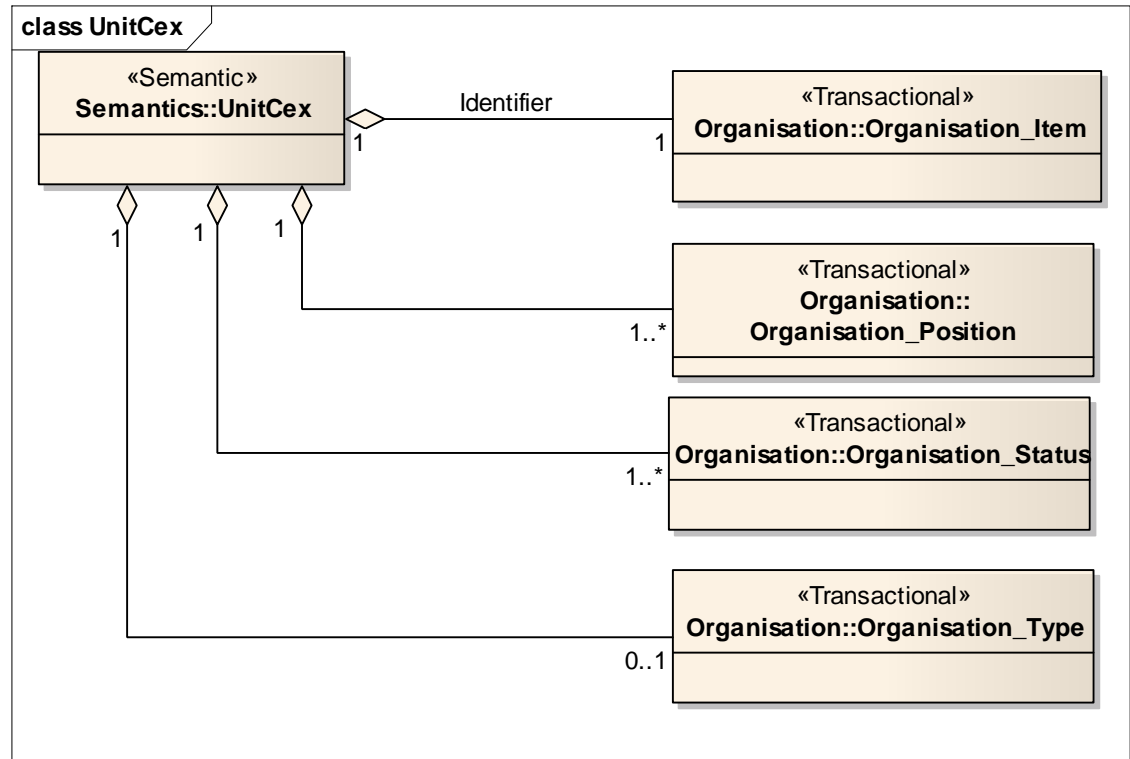 class UnitCex
«Semantic»
Semantics::UnitCex
Identifier
1
1
«Transactional»
Organisation::Organisation_Item
1
1
1
«Transactional»
Organisation::
Organisation_Position
1..*
«Transactional»
Organisation::Organisation_Status
1..*
«Transactional»
Organisation::Organisation_Type
0..1